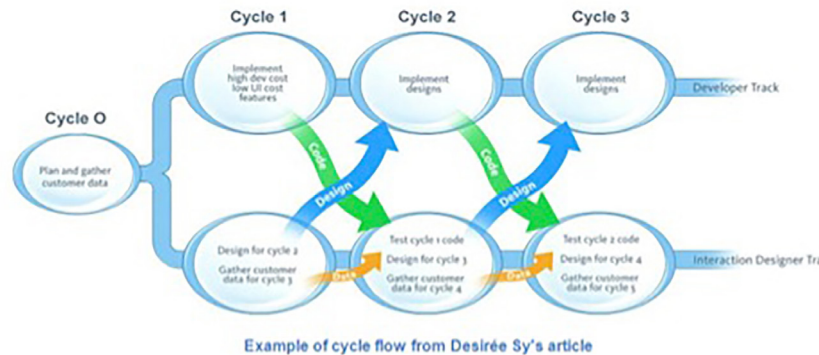 Cycle 1
Cycle 2
Cycle 3
Cycle O
Plan and gather
customer data
Implement
high dev cost
low UI cost
features
Implement
designs
Implement
designs
Developer Track
Code
Design
Code
Design
Design for cycle 2
Gather customer
data for cycle 3
Data
Test cycle 1 code
Design for cycle 3
Gather customer
data for cycle 4
Data
Test cycle 2 code
Design for cycle 4
Gather customer
data for cycle 5
Interaction Designer Tra
Example of cycle flow from Desirée Sy's article